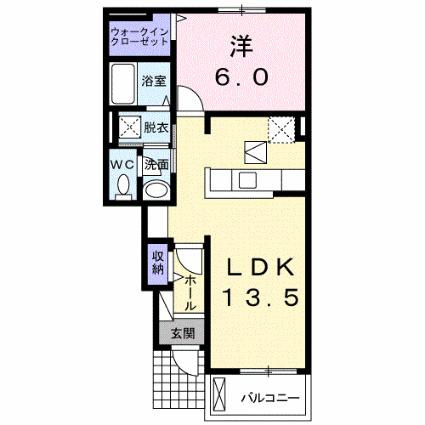 ウォークイン
クローゼット
洋
6.0
浴室
脱衣
WC
洗面
収納
ホール
LDK
13.5
玄関
バルコニー